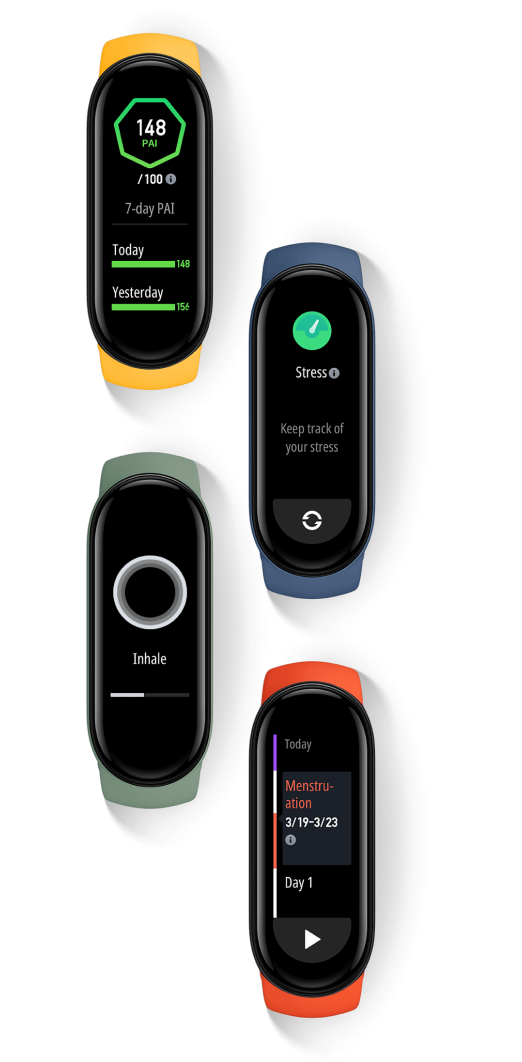 148
PAI
/100
7-day PAI
Today
148
Yesterday
156
Stress
Keep track of
your stress
Inhale
Today
Menstru-
ation
3/19-3/23
Day 1